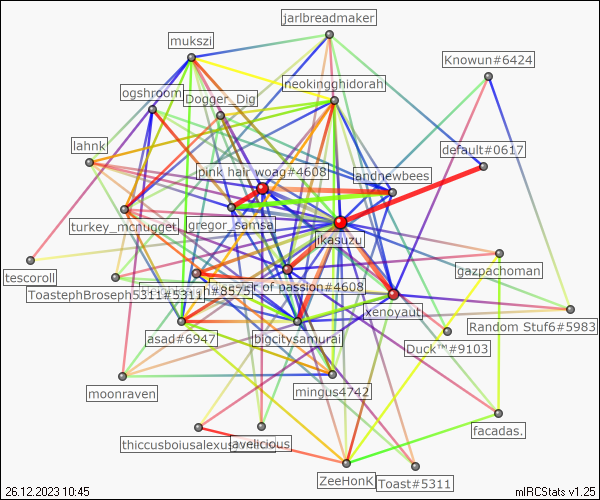 jarlbreadmaker
mukszi
Knowun#6424
neokingghidorah
ogshroom
Dogger_Dig
lahnk
default#0617
pink hair woag#4608
landnewbees
turkey_mcnugget
gregor_samsa
ikasuzu
gazpachoman
tescoroll
#8575
of passion#4608
ToastephBroseph5311#5311
xenoyaut
Random Stuf6#5983
asad#6947
bigcitysamurai
Duck™#9103
moonraven
mingus4742
facadas.
thiccusboiusalexus
avelicious
ZeeHonk
Toast#5311
26.12.2023 10:45
mIRCStats v1.25